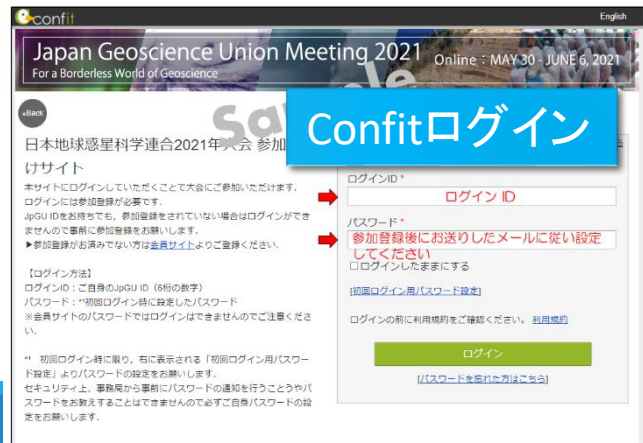 confit
English
Japan Geoscience Union Meeting 2021
Online : MAY 30 - JUNE 6, 2021
For a Borderless World of Geoscience
Sample
«Back
Confitログイン
日本地球惑星科学連合2021年大会 参加
けサイト
本サイトにログインしていただくことで大会にご参加いただけます．
ログインには参加登録が必要です．
JpGU IDをお持ちでも，参加登録をされていない場合はログインができ
ませんので事前に参加登録をお願いします．
▶参加登録がお済みでない方は会員サイトよりご登録ください．
【ログイン方法】
ログインID：ご自身のJpGU ID（6桁の数字）
パスワード：**初回ログイン時に設定したパスワード
※会員サイトのパスワードではログインはできませんのでご注意くださ
い．
** 初回ログイン時に限り，右に表示される「初回ログイン用パスワー
ド設定」よりパスワードの設定をお願いします．
セキュリティ上，事務局から事前にパスワードの通知を行うことうやパ
スワードをお教えすることはできませんので必ずご自身パスワードの設
定をお願いします．
ログインID *
ログイン ID
パスワード *
参加登録後にお送りしたメールに従い設定
してください
ログインしたままにする
[初回ログイン用パスワード設定]
ログインの前に利用規約をご確認ください。 利用規約
ログイン
[パスワードを忘れた方はこちら]